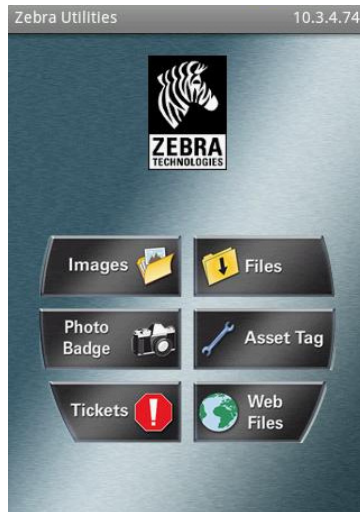 Zebra Utilities 10.3.4.74
ZEBRA
TECHNOLOGIES
Images
Files
Photo
Badge
Asset Tag
Tickets
Web
Files